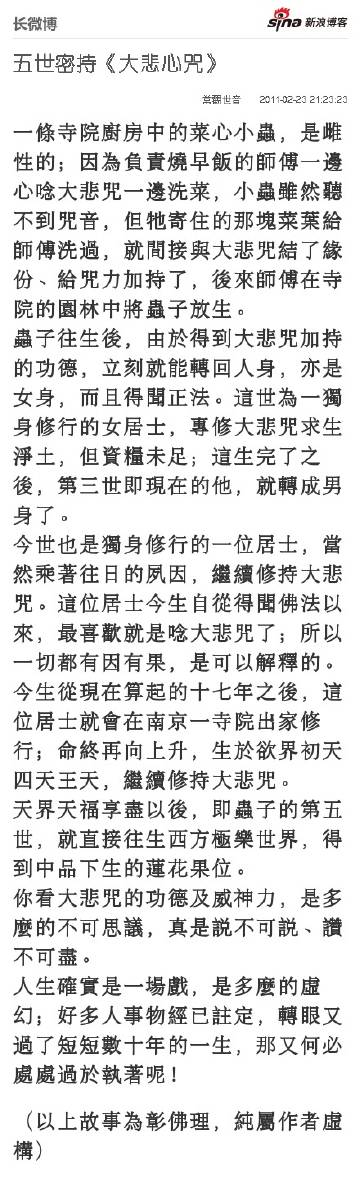 长微博
sina 新浪博客
五世密持《大悲心咒》
2011-02-23 21:23:23
一條寺院廚房中的菜心小蟲，是雌
性的；因為負責燒早飯的師傅一邊
心唸大悲咒一邊洗菜，小蟲雖然聽
不到咒音，但牠寄住的那塊菜葉給
師傅洗過，就間接與大悲咒結了緣
份、給咒力加持了，後來師傅在寺
院的園林中將蟲子放生。
蟲子往生後，由於得到大悲咒加持
的功德，立刻就能轉回人身，亦是
女身，而且得聞正法。這世為一獨
身修行的女居士，專修大悲咒求生
淨土，但資糧未足；這生完了之
後，第三世即現在的他，就轉成男
身了。
今世也是獨身修行的一位居士，當
然乘著往日的夙因，繼續修持大悲
咒。這位居士今生自從得聞佛法以
來，最喜歡就是唸大悲咒了；所以
一切都有因有果，是可以解釋的。
今生從現在算起的十七年之後，這
位居士就會在南京一寺院出家修
行；命終再向上升，生於欲界初天
四天王天，繼續修持大悲咒。
天界天福享盡以後，即蟲子的第五
世，就直接往生西方極樂世界，得
到中品下生的蓮花果位。
你看大悲咒的功德及威神力，是多
麼的不可思議，真是説不可説、讚
不可盡。
人生確實是一場戲，是多麼的虛
幻；好多人事物經已註定，轉眼又
過了短短數十年的一生，那又何必
處處過於執著呢！
（以上故事為彰佛理，純屬作者虛
構）